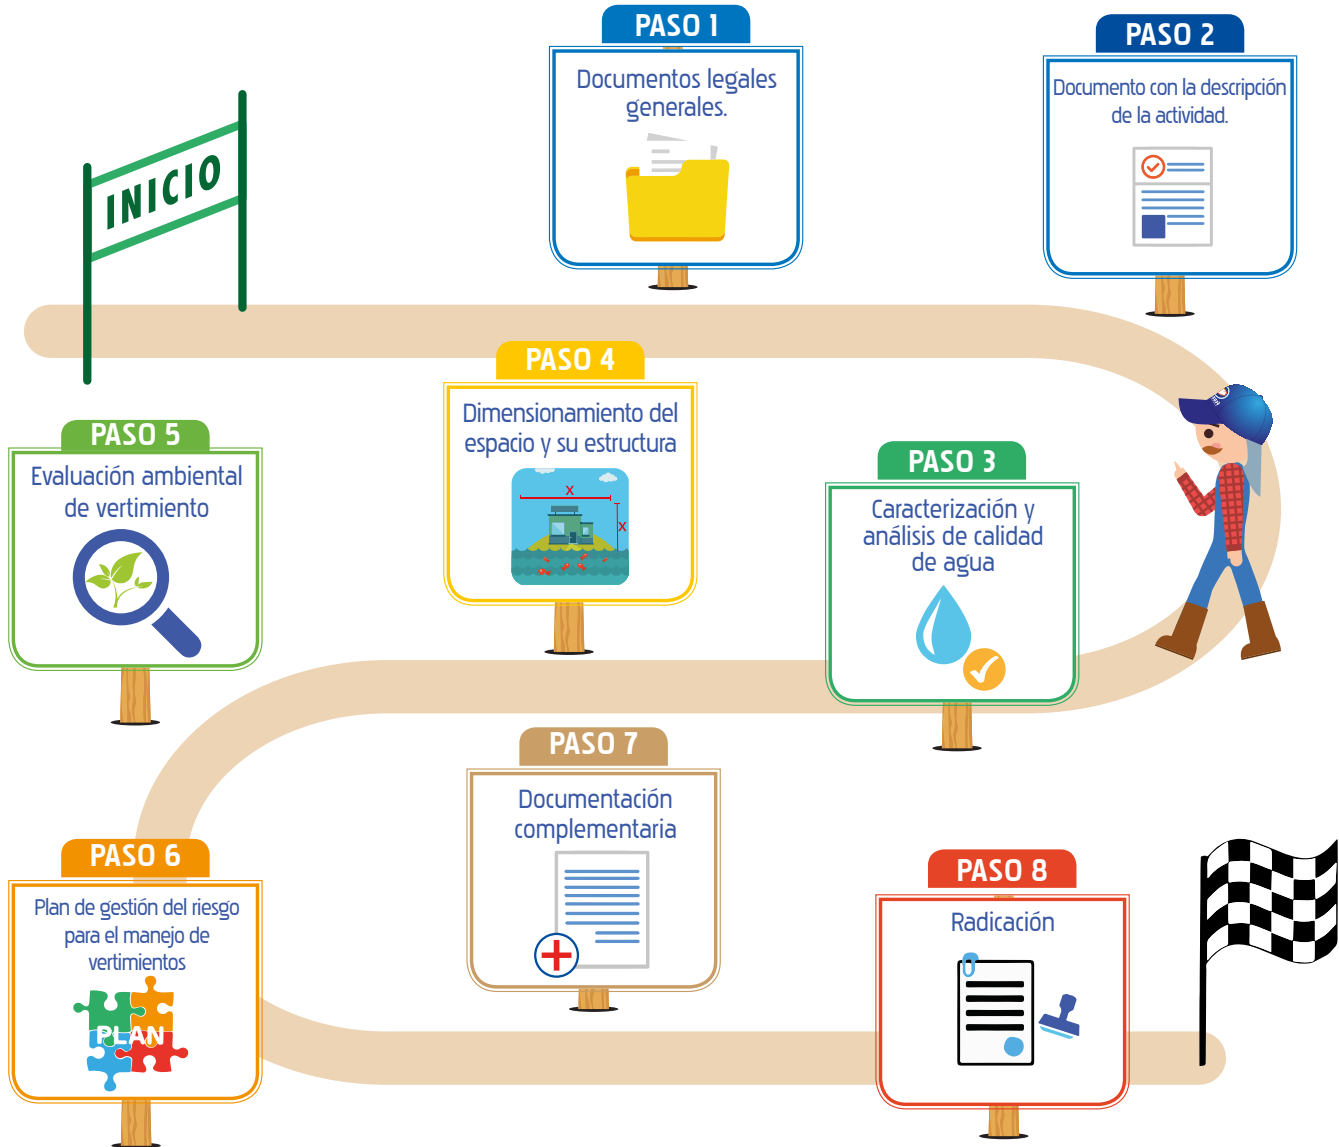 INICIO
PASO 1
Documentos legales
generales.
PASO 2
Documento con la descripción
de la actividad.
PASO 3
Caracterización y
análisis de calidad
de agua
PASO 4
Dimensionamiento del
espacio y su estructura
X
X
PASO 5
Evaluación ambiental
de vertimiento
PASO 6
Plan de gestión del riesgo
para el manejo de
vertimientos
PLAN
PASO 7
Documentación
complementaria
PASO 8
Radicación